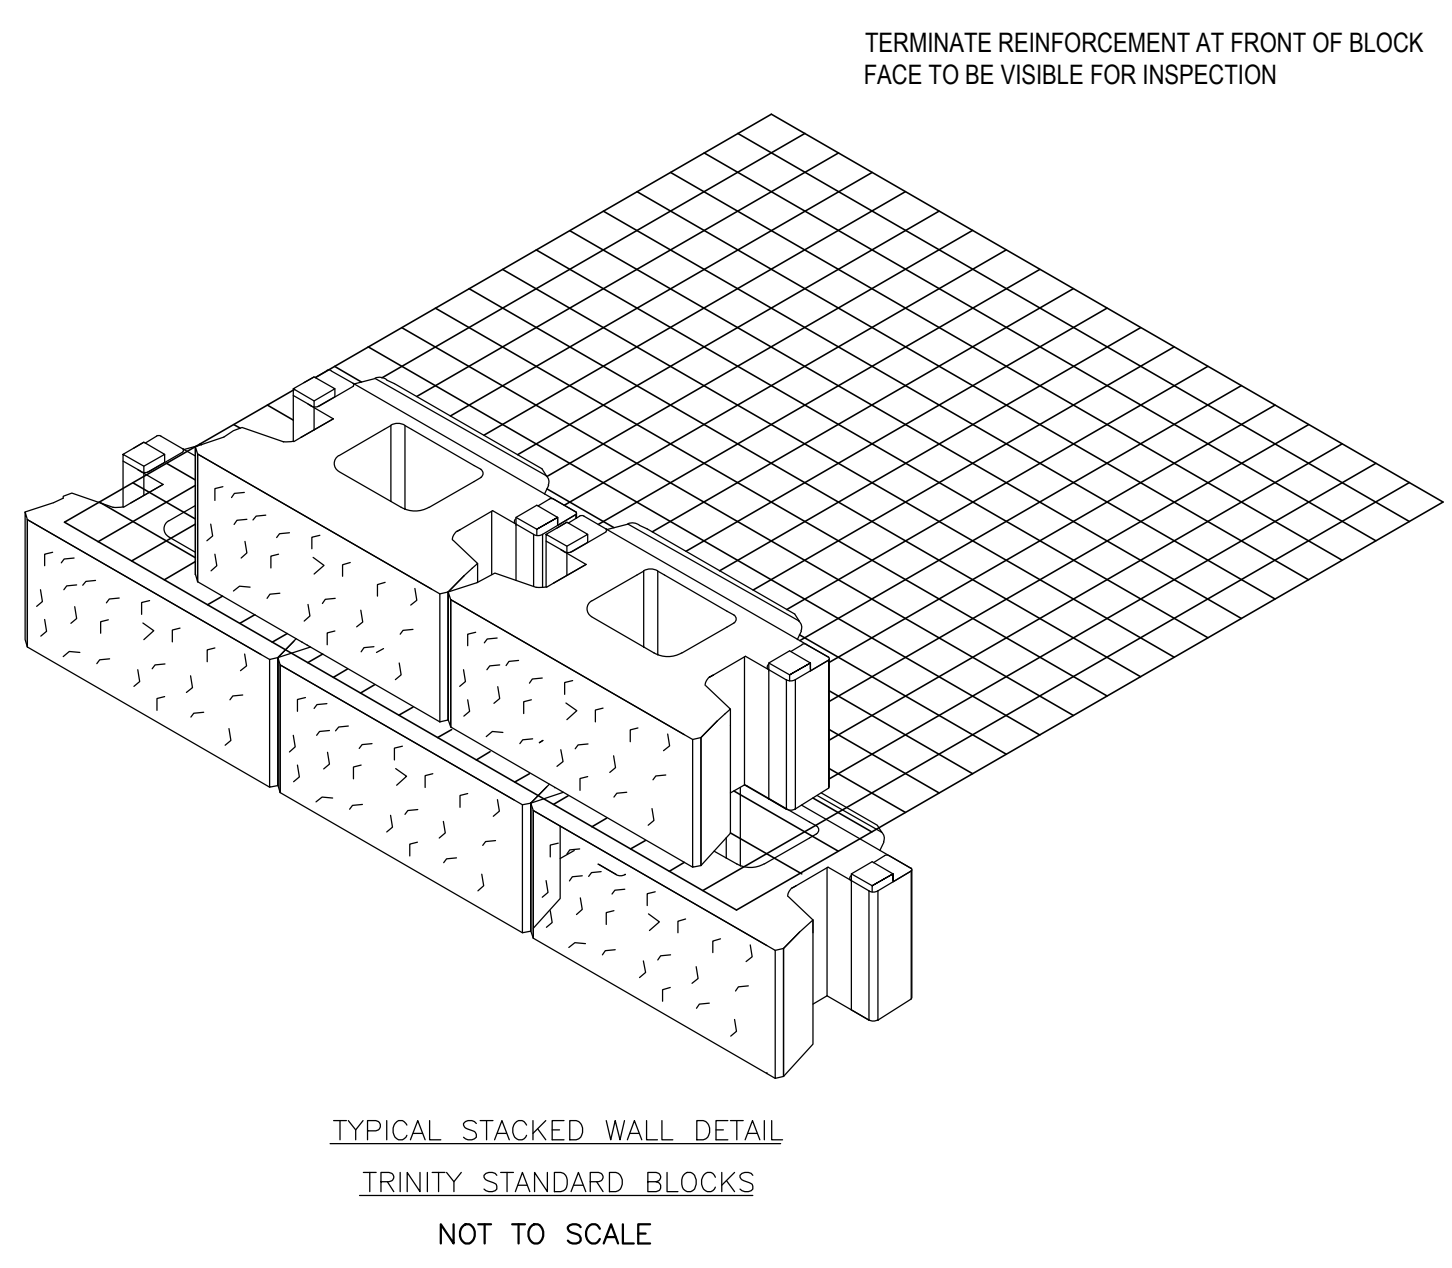 TERMINATE REINFORCEMENT AT FRONT OF BLOCK
FACE TO BE VISIBLE FOR INSPECTION
TYPICAL STACKED WALL DETAIL
TRINITY STANDARD BLOCKS
NOT TO SCALE